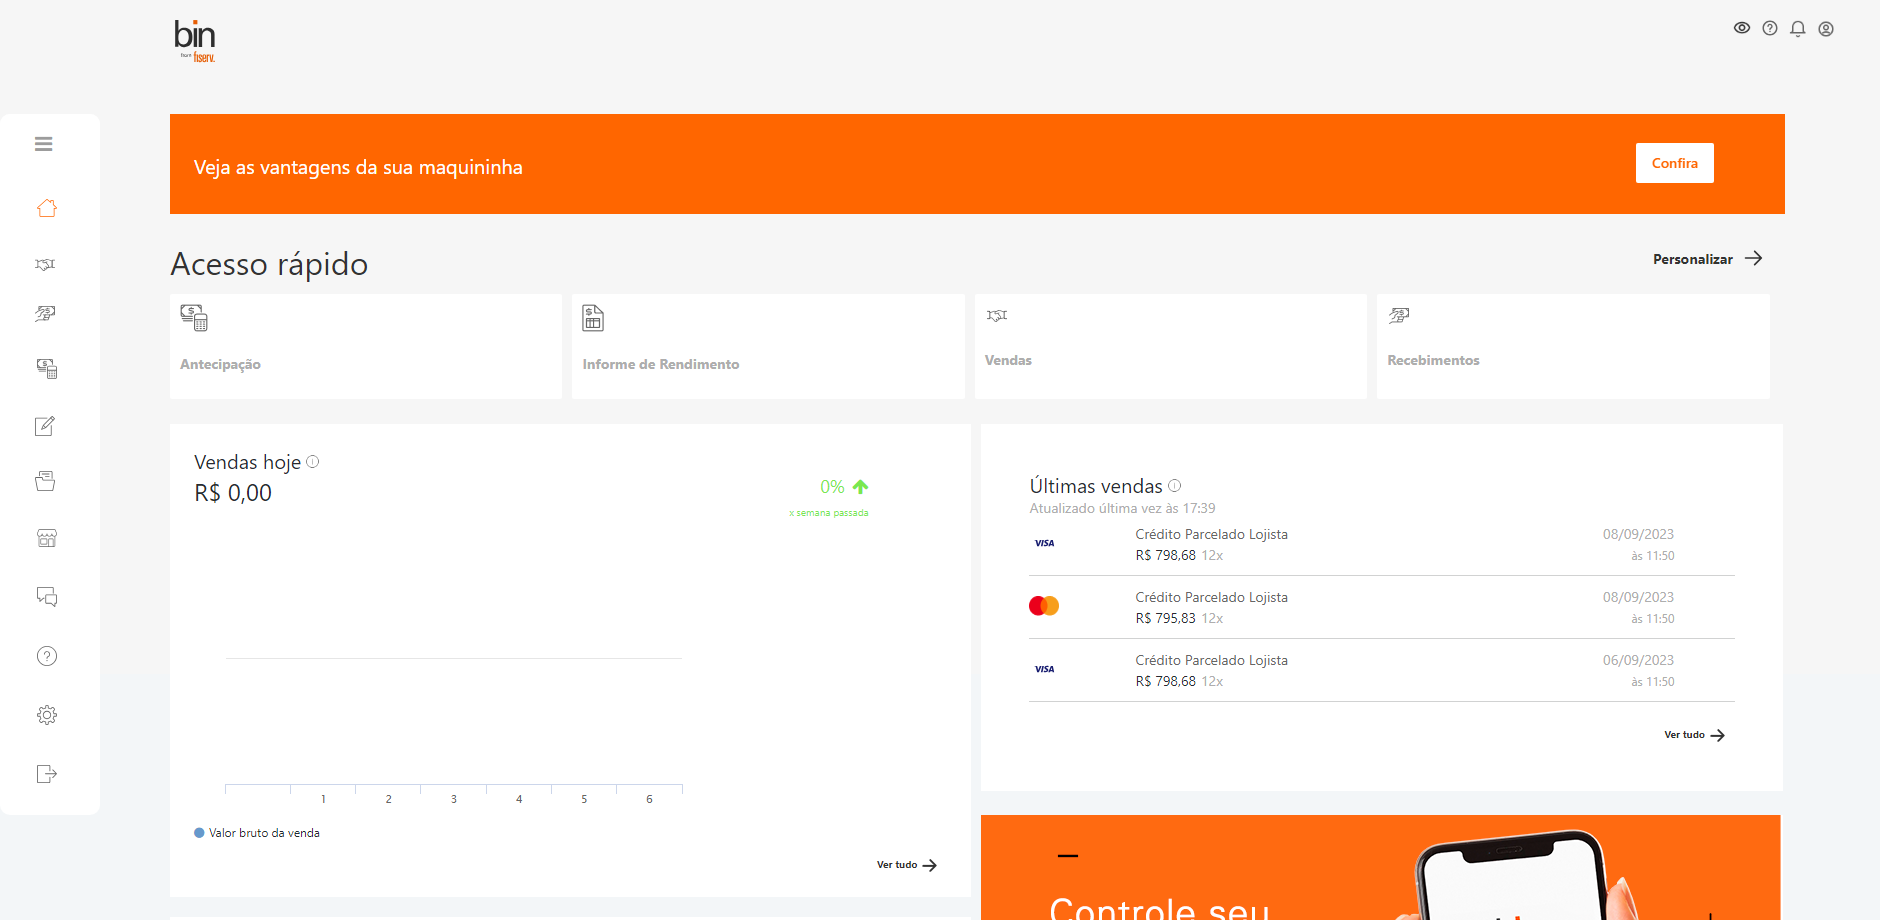 bin
from fiserv.
Veja as vantagens da sua maquininha
Confira
Acesso rápido
Personalizar
Antecipação
Informe de Rendimento
Vendas
Recebimentos
Vendas hoje
R$ 0,00
0%
x semana passada
1 2 3 4 5 6
Valor bruto da venda
Ver tudo
Últimas vendas
Atualizado última vez às 17:39
VISA
Crédito Parcelado Lojista
08/09/2023
R$ 798,68 12x
às 11:50
Crédito Parcelado Lojista
08/09/2023
R$ 795,83 12x
às 11:50
VISA
Crédito Parcelado Lojista
06/09/2023
R$ 798,68 12x
às 11:50
Ver tudo
Controle seu